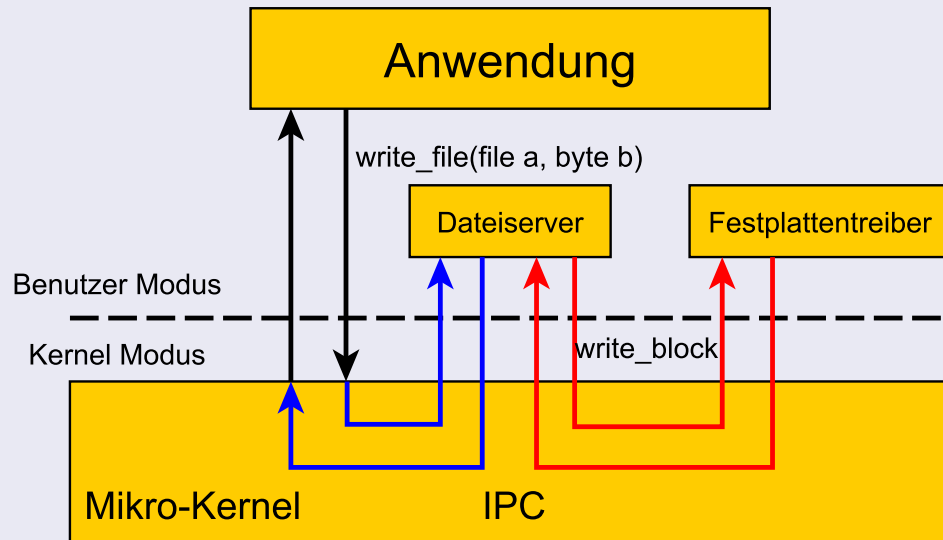 Anwendung
write_file(file a, byte b)
Dateiserver
Festplattentreiber
Benutzer Modus
write_block
Kernel Modus
Mikro-Kernel
IPC